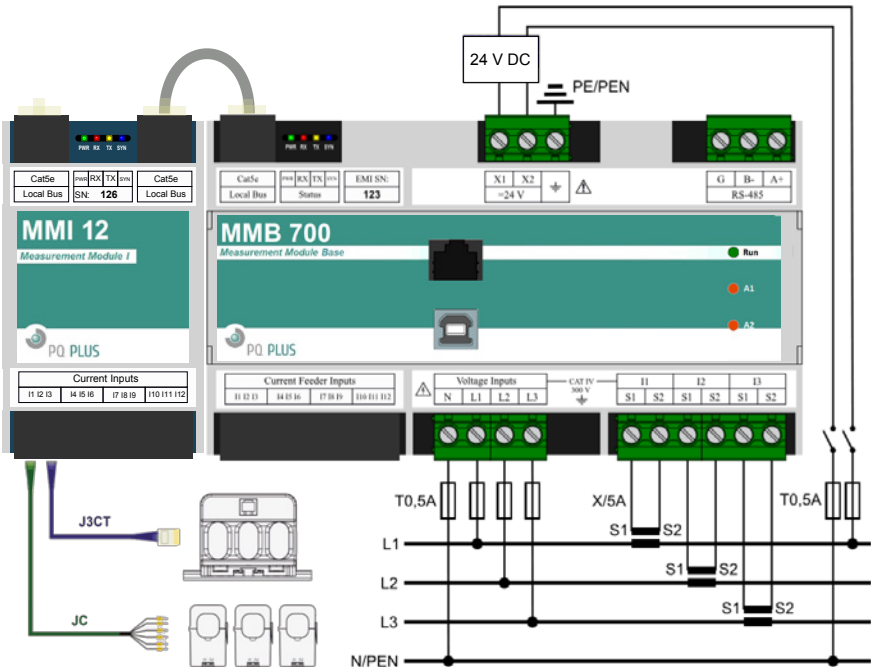 24 V DC
PE/PEN
PWR RX TX SYN
PWR RX TX SYN
Cat5e PWR RX TX SYN Cat5e
Local Bus SN: 126 Local Bus
Cat5e PWR RX TX SYN EMI SN:
Local Bus Status 123
X1 X2
=24 V
G B- A+
RS-485
MMI 12
Measurement Module I
MMB 700
Measurement Module Base
Run
A1
A2
PQ PLUS
PQ PLUS
Current Inputs
I1 I2 I3 I4 I5 I6 I7 I8 I9 I10 I11 I12
Current Feeder Inputs
I1 I2 I3 I4 I5 I6 I7 I8 I9 I10 I11 I12
Voltage Inputs CAT IV I1 I2 I3
300 V
N L1 L2 L3 S1 S2 S1 S2 S1 S2
T0,5A X/5A T0,5A
J3CT
S1 S2
L1
S1 S2
L2
S1 S2
JC
L3
N/PEN